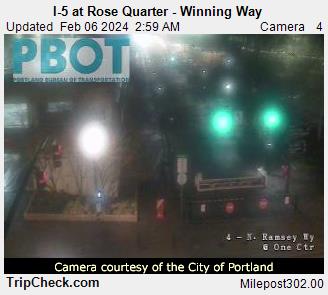 I-5 at Rose Quarter - Winning Way
Updated Feb 06 2024 2:59 AM Camera 4
PBOT
PORTLAND BUREAU OF TRANSPORTATION
4 - N. Ramsey Wy
@ One Ctr
Camera courtesy of the City of Portland
TripCheck.com Milepost302.00